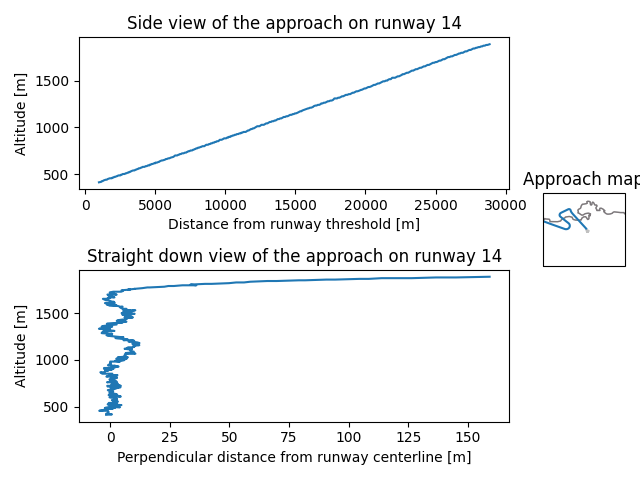 Side view of the approach on runway 14
Altitude [m]
1500
1000
500
0 5000 10000 15000 20000 25000 30000
Distance from runway threshold [m]
Approach map
Straight down view of the approach on runway 14
Altitude [m]
1500
1000
500
0 25 50 75 100 125 150
Perpendicular distance from runway centerline [m]